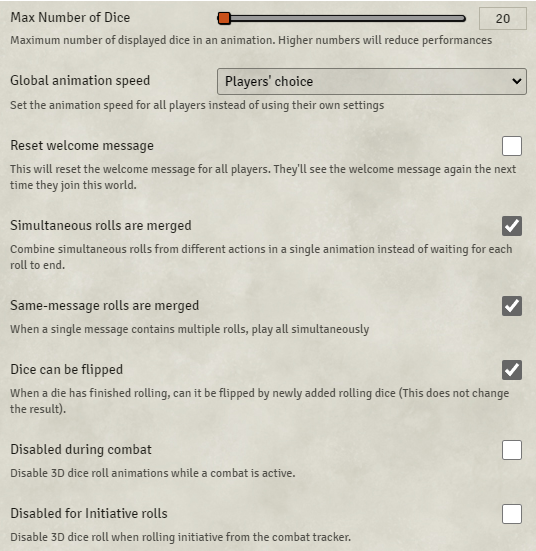 Max Number of Dice
20
Maximum number of displayed dice in an animation. Higher numbers will reduce performances
Global animation speed
Players' choice
Set the animation speed for all players instead of using their own settings
Reset welcome message
This will reset the welcome message for all players. They'll see the welcome message again the next
time they join this world.
Simultaneous rolls are merged
Combine simultaneous rolls from different actions in a single animation instead of waiting for each
roll to end.
Same-message rolls are merged
When a single message contains multiple rolls, play all simultaneously
Dice can be flipped
When a die has finished rolling, can it be flipped by newly added rolling dice (This does not change
the result).
Disabled during combat
Disable 3D dice roll animations while a combat is active.
Disabled for Initiative rolls
Disable 3D dice roll when rolling initiative from the combat tracker.